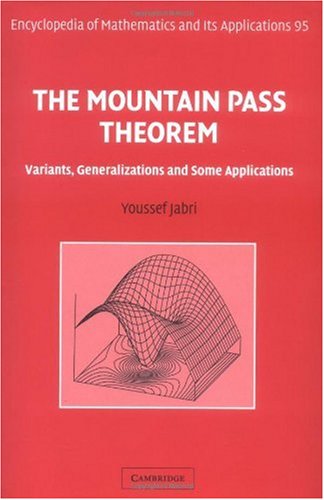 Encyclopedia of Mathematics and Its Applications 95
THE MOUNTAIN PASS
THEOREM
Variants, Generalizations and Some Applications
Youssef Jabri
CAMBRIDGE